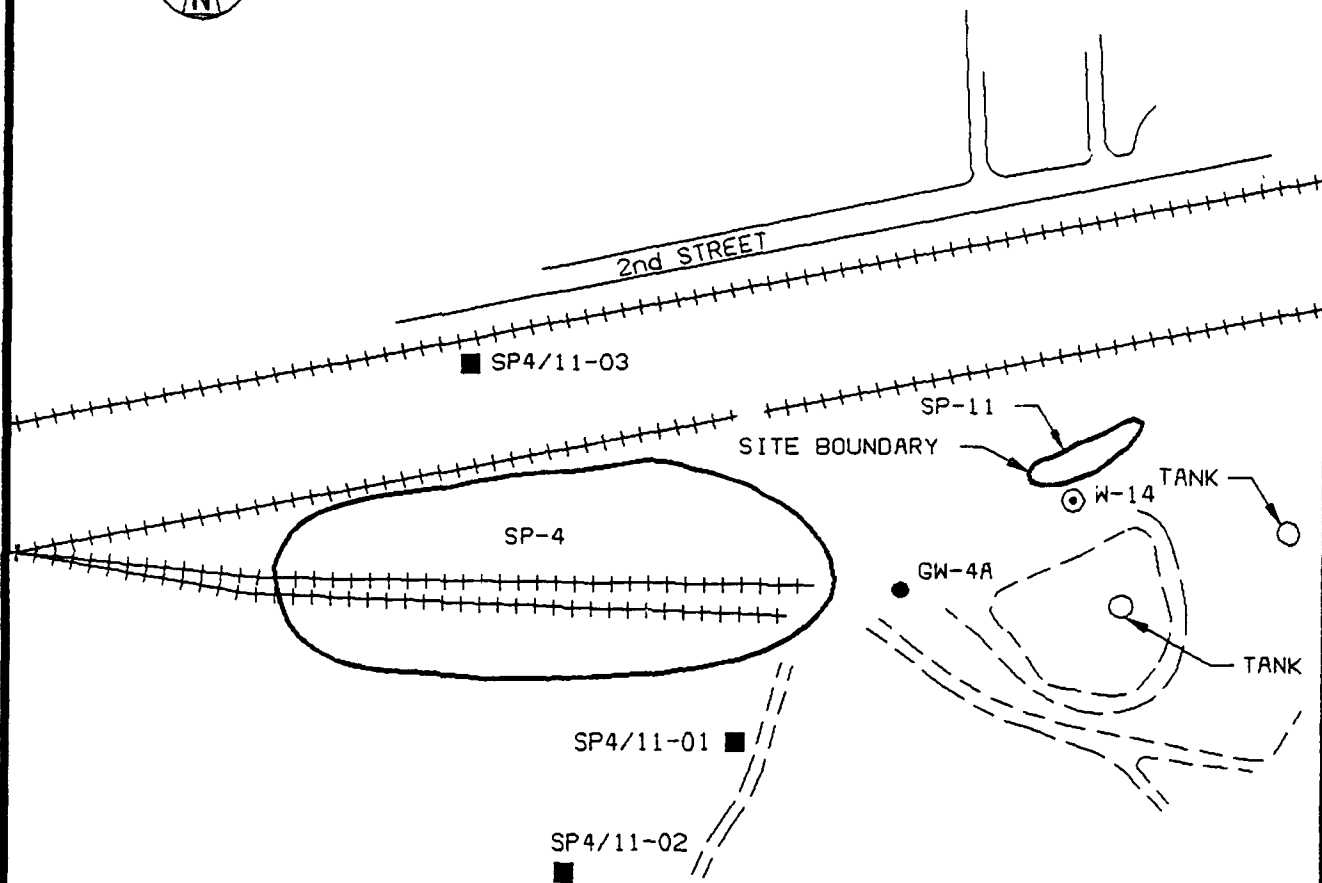 N
2nd STREET
SP4/11-03
SP-11
SITE BOUNDARY
W-14
TANK
SP-4
GW-4A
TANK
SP4/11-01
SP4/11-02